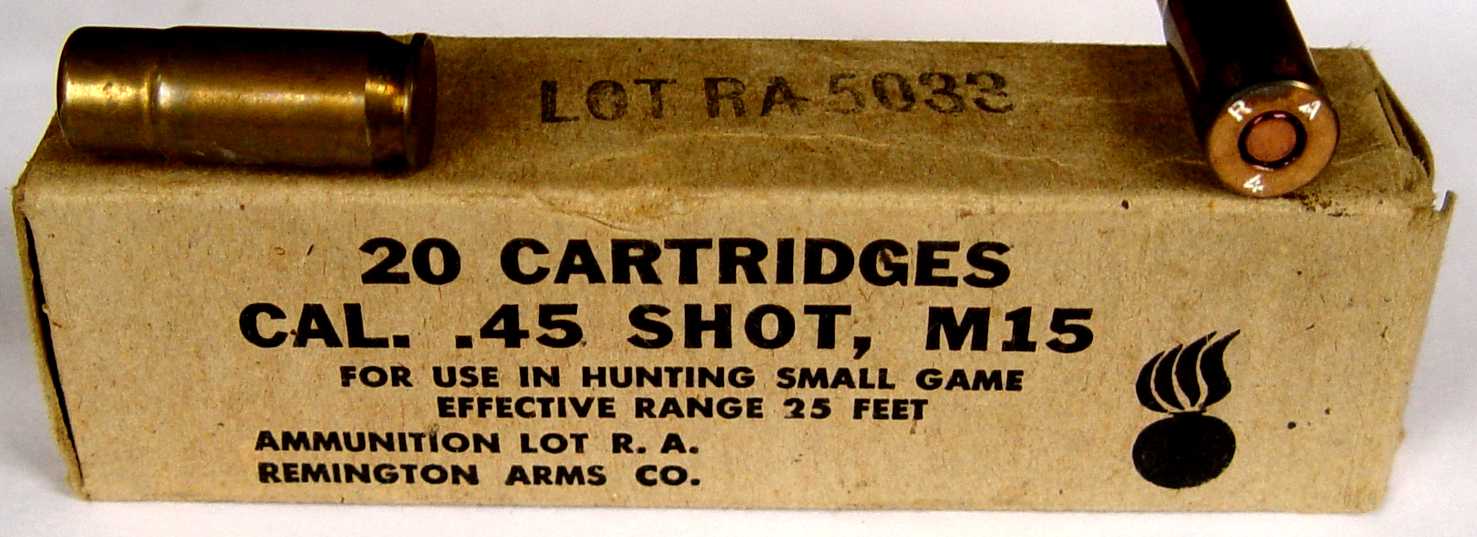 LOT RA 5033
R A
4
20 CARTRIDGES
CAL. .45 SHOT, M15
FOR USE IN HUNTING SMALL GAME
EFFECTIVE RANGE 25 FEET
AMMUNITION LOT R. A.
REMINGTON ARMS CO.